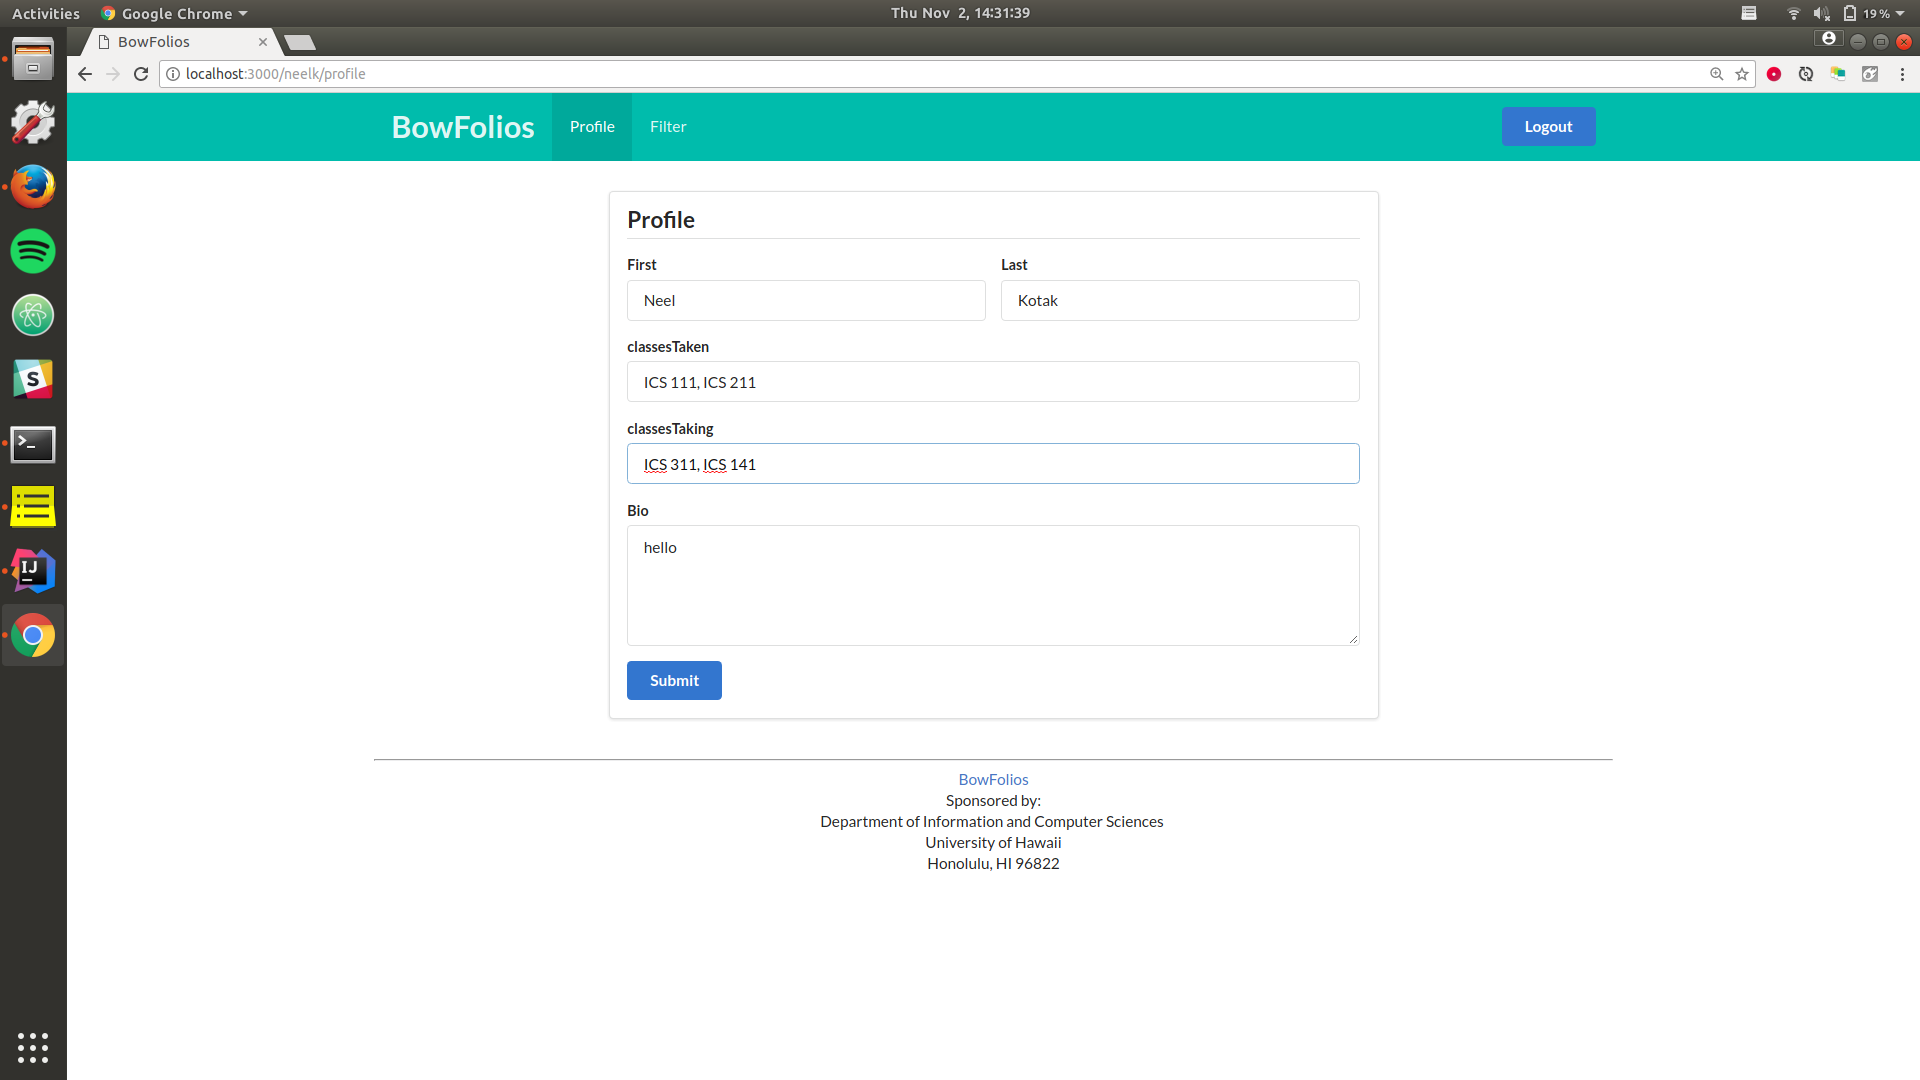 Activities Google Chrome Thu Nov 2, 14:31:39 19%
BowFolios
localhost:3000/neelk/profile
BowFolios Profile Filter Logout
Profile
First Last
Neel Kotak
classesTaken
ICS 111, ICS 211
classesTaking
ICS 311, ICS 141
Bio
hello
Submit
BowFolios
Sponsored by:
Department of Information and Computer Sciences
University of Hawaii
Honolulu, HI 96822
S
>_
IJ